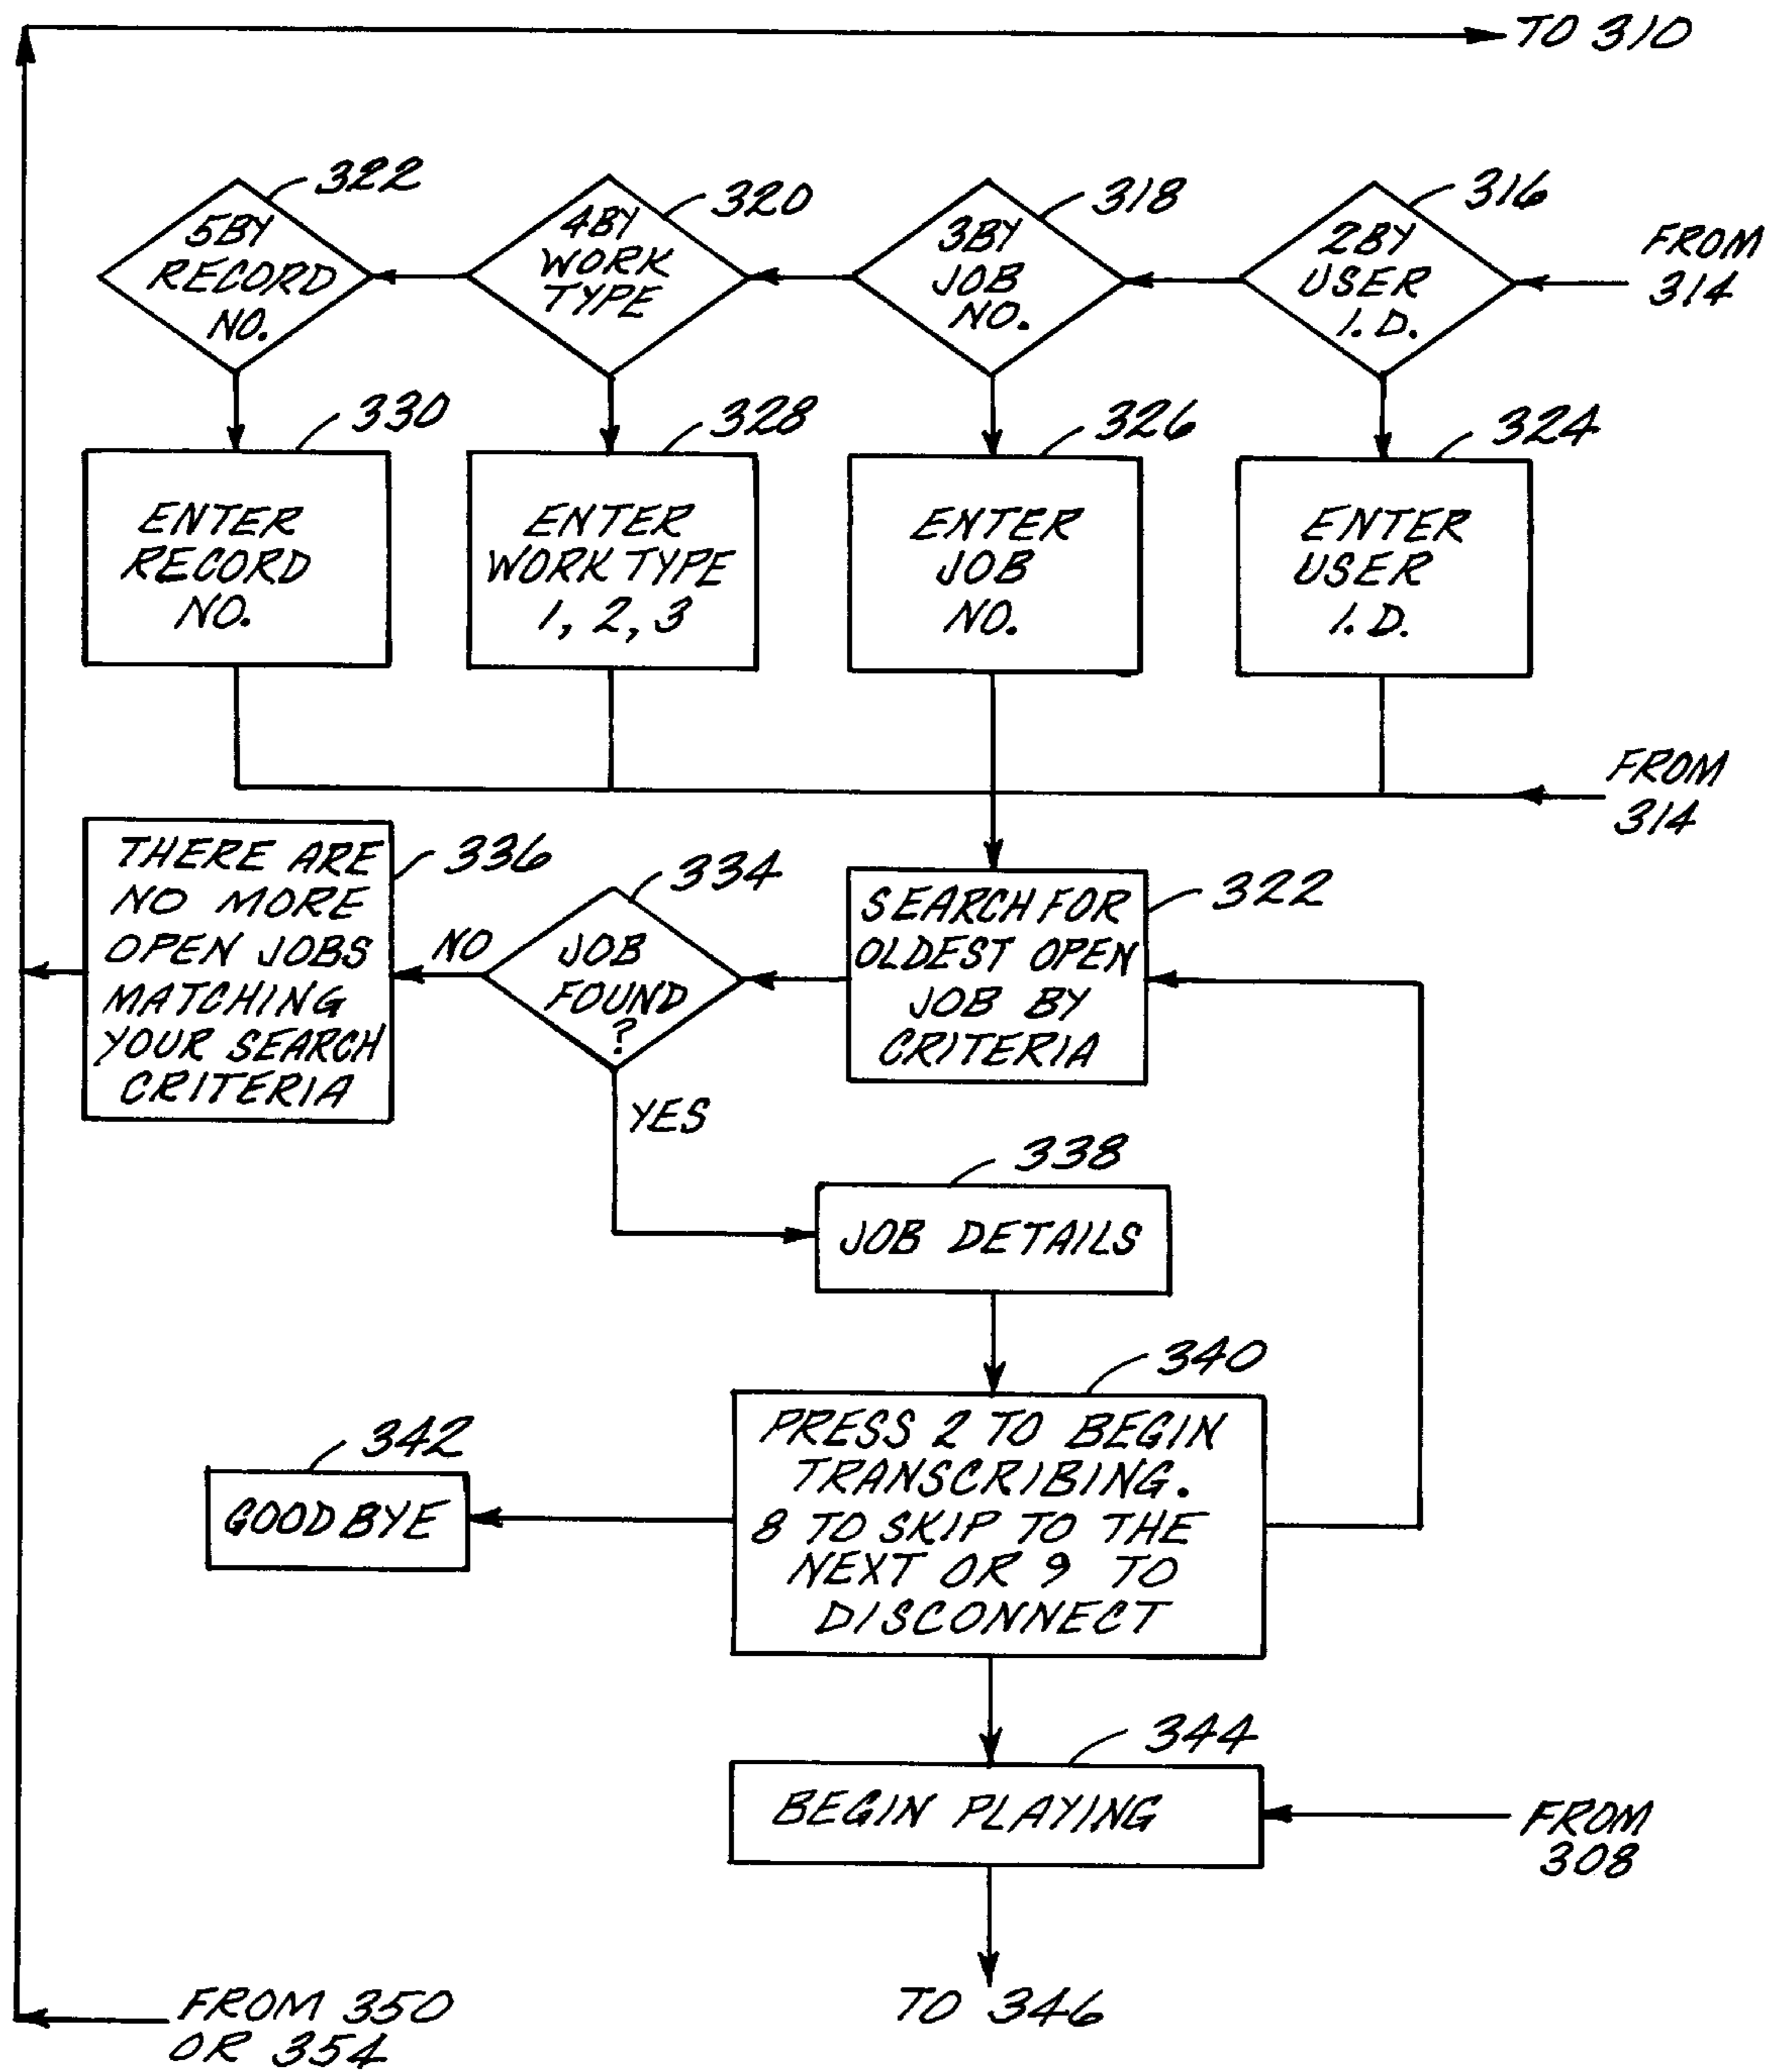 TO 310
322
5BY
RECORD
NO.
320
4BY
WORK
TYPE
318
3BY
JOB
NO.
316
2BY
USER
I.D.
FROM
314
330
ENTER
RECORD
NO.
328
ENTER
WORK TYPE
1, 2, 3
326
ENTER
JOB
NO.
324
ENTER
USER
I.D.
FROM
314
336
THERE ARE
NO MORE
OPEN JOBS
MATCHING
YOUR SEARCH
CRITERIA
NO
334
JOB
FOUND
?
YES
322
SEARCH FOR
OLDEST OPEN
JOB BY
CRITERIA
338
JOB DETAILS
340
PRESS 2 TO BEGIN
TRANSCRIBING.
8 TO SKIP TO THE
NEXT OR 9 TO
DISCONNECT
342
GOODBYE
344
BEGIN PLAYING
FROM
308
TO 346
FROM 350
OR 354